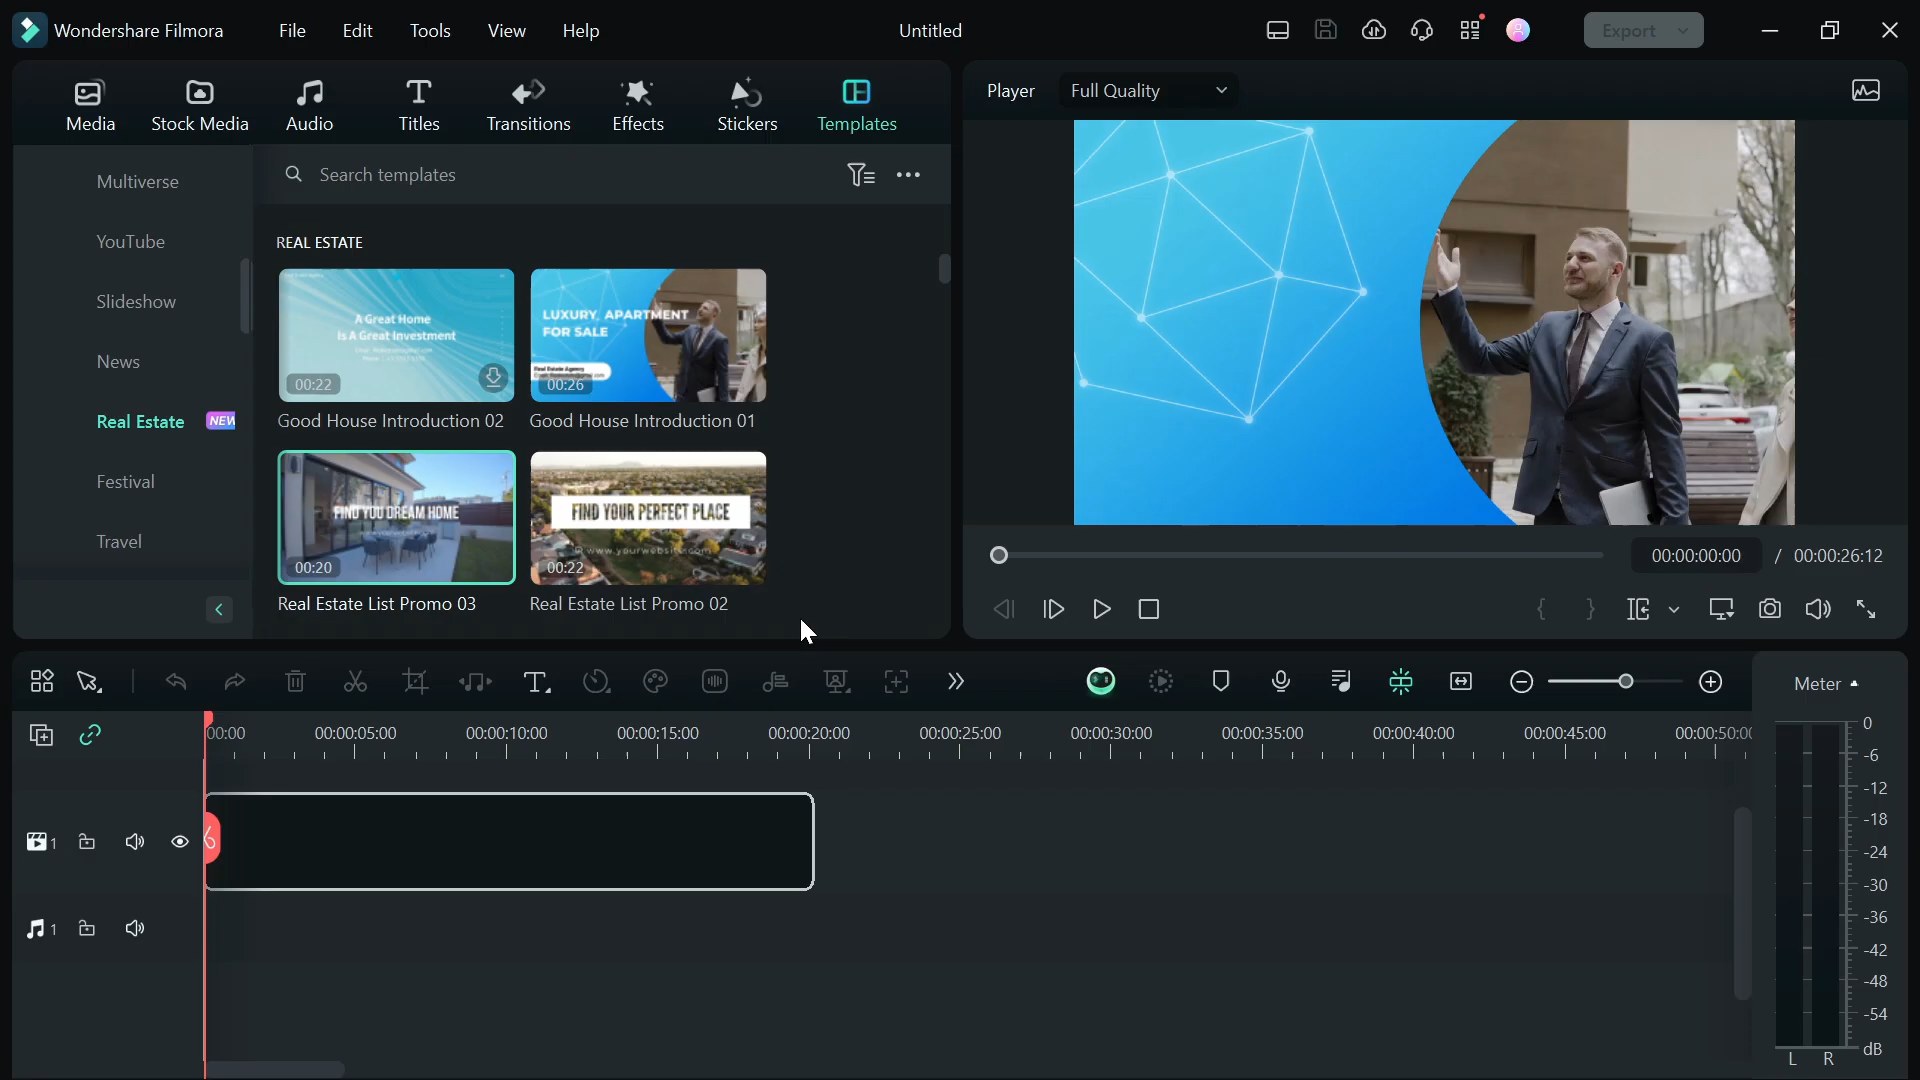 Wondershare Filmora
File
Edit
Tools
View
Help
Untitled
Export
Media
Stock Media
Audio
Titles
Transitions
Effects
Stickers
Templates
Player
Full Quality
Multiverse
YouTube
Slideshow
News
Real Estate
NEW
Festival
Travel
Search templates
REAL ESTATE
A Great Home
Is A Great Investment
00:22
Good House Introduction 02
LUXURY, APARTMENT
FOR SALE
Real Estate Agency
00:26
Good House Introduction 01
FIND YOU DREAM HOME
00:20
Real Estate List Promo 03
FIND YOUR PERFECT PLACE
www.yourwebsite.com
00:22
Real Estate List Promo 02
00:00:00:00 / 00:00:26:12
Meter
00:00
00:00:05:00
00:00:10:00
00:00:15:00
00:00:20:00
00:00:25:00
00:00:30:00
00:00:35:00
00:00:40:00
00:00:45:00
00:00:50:00
1
1
0
-6
-12
-18
-24
-30
-36
-42
-48
-54
dB
L
R